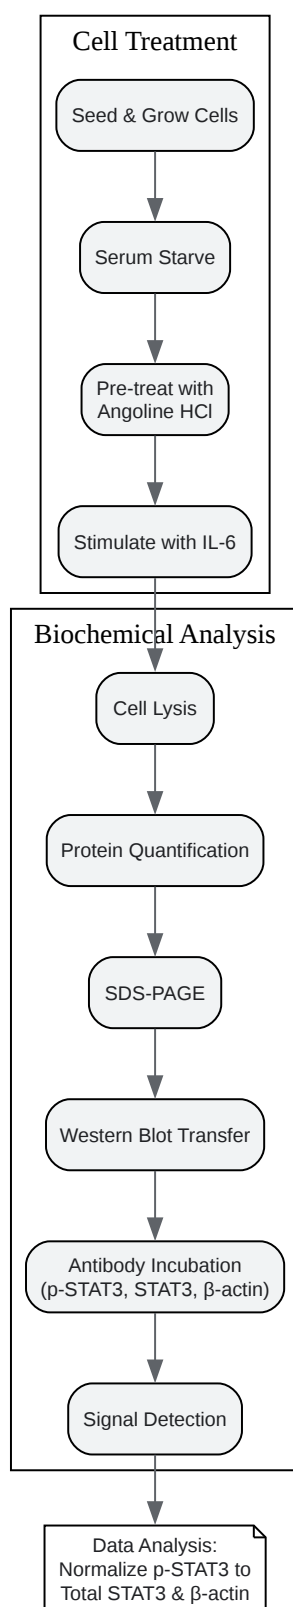 Cell Treatment
Seed & Grow Cells
Serum Starve
Pre-treat with
Angoline HCl
Stimulate with IL-6
Biochemical Analysis
Cell Lysis
Protein Quantification
SDS-PAGE
Western Blot Transfer
Antibody Incubation
(p-STAT3, STAT3, β-actin)
Signal Detection
Data Analysis:
Normalize p-STAT3 to
Total STAT3 & β-actin